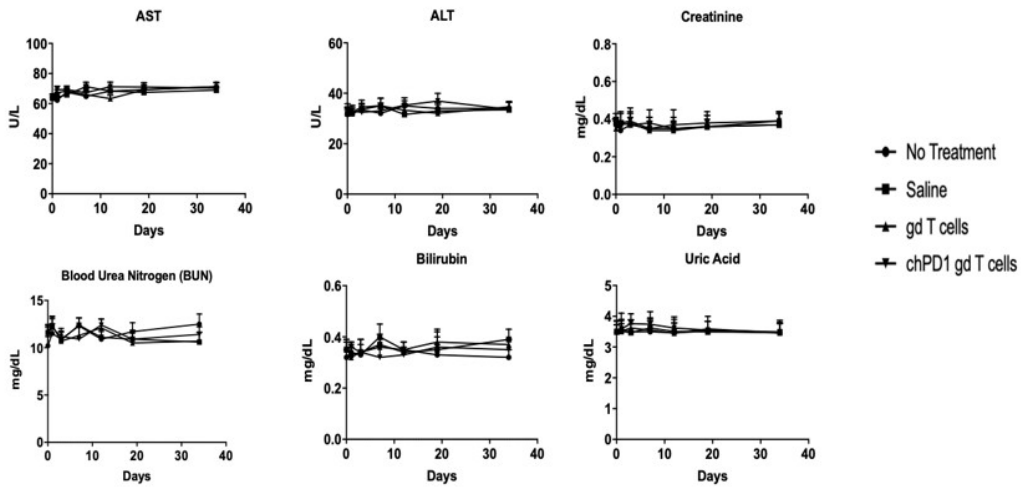 AST
100
80
60
40
20
0
U/L
0 10 20 30 40
Days
ALT
60
40
20
0
U/L
0 10 20 30 40
Days
Creatinine
0.8
0.6
0.4
0.2
0.0
mg/dL
0 10 20 30 40
Days
No Treatment
Saline
gd T cells
chPD1 gd T cells
Blood Urea Nitrogen (BUN)
15
10
5
0
mg/dL
0 10 20 30 40
Days
Bilirubin
0.6
0.4
0.2
0.0
mg/dL
0 10 20 30 40
Days
Uric Acid
5
4
3
2
1
0
mg/dL
0 10 20 30 40
Days